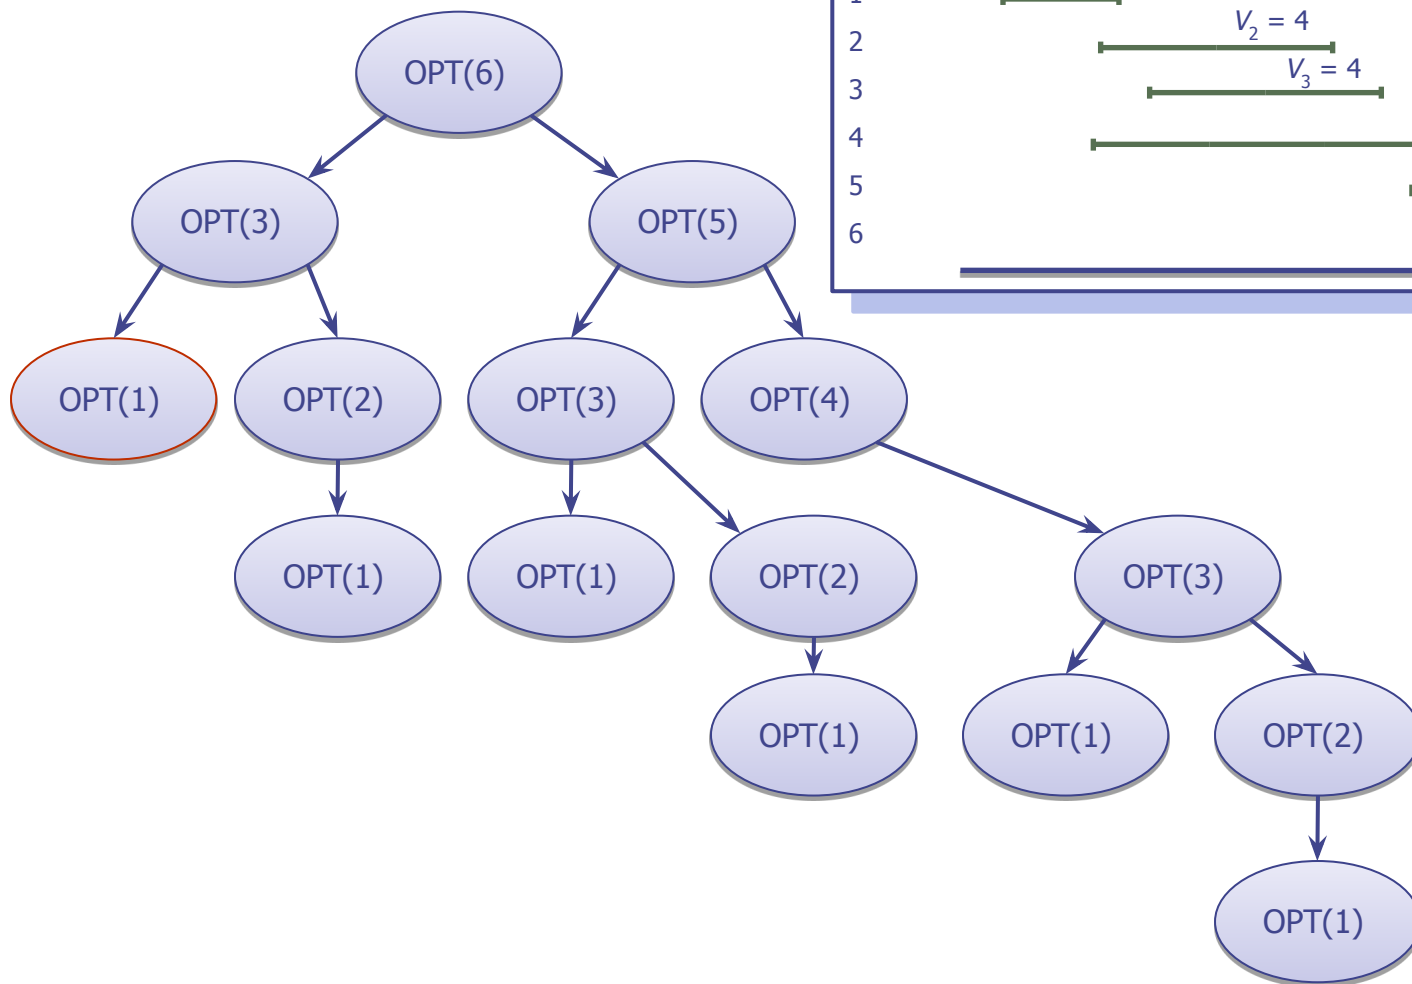 1
V2 = 4
2
V3 = 4
3
4
5
6
OPT(6)
OPT(3)
OPT(5)
OPT(1)
OPT(2)
OPT(3)
OPT(4)
OPT(1)
OPT(1)
OPT(2)
OPT(3)
OPT(1)
OPT(1)
OPT(2)
OPT(1)